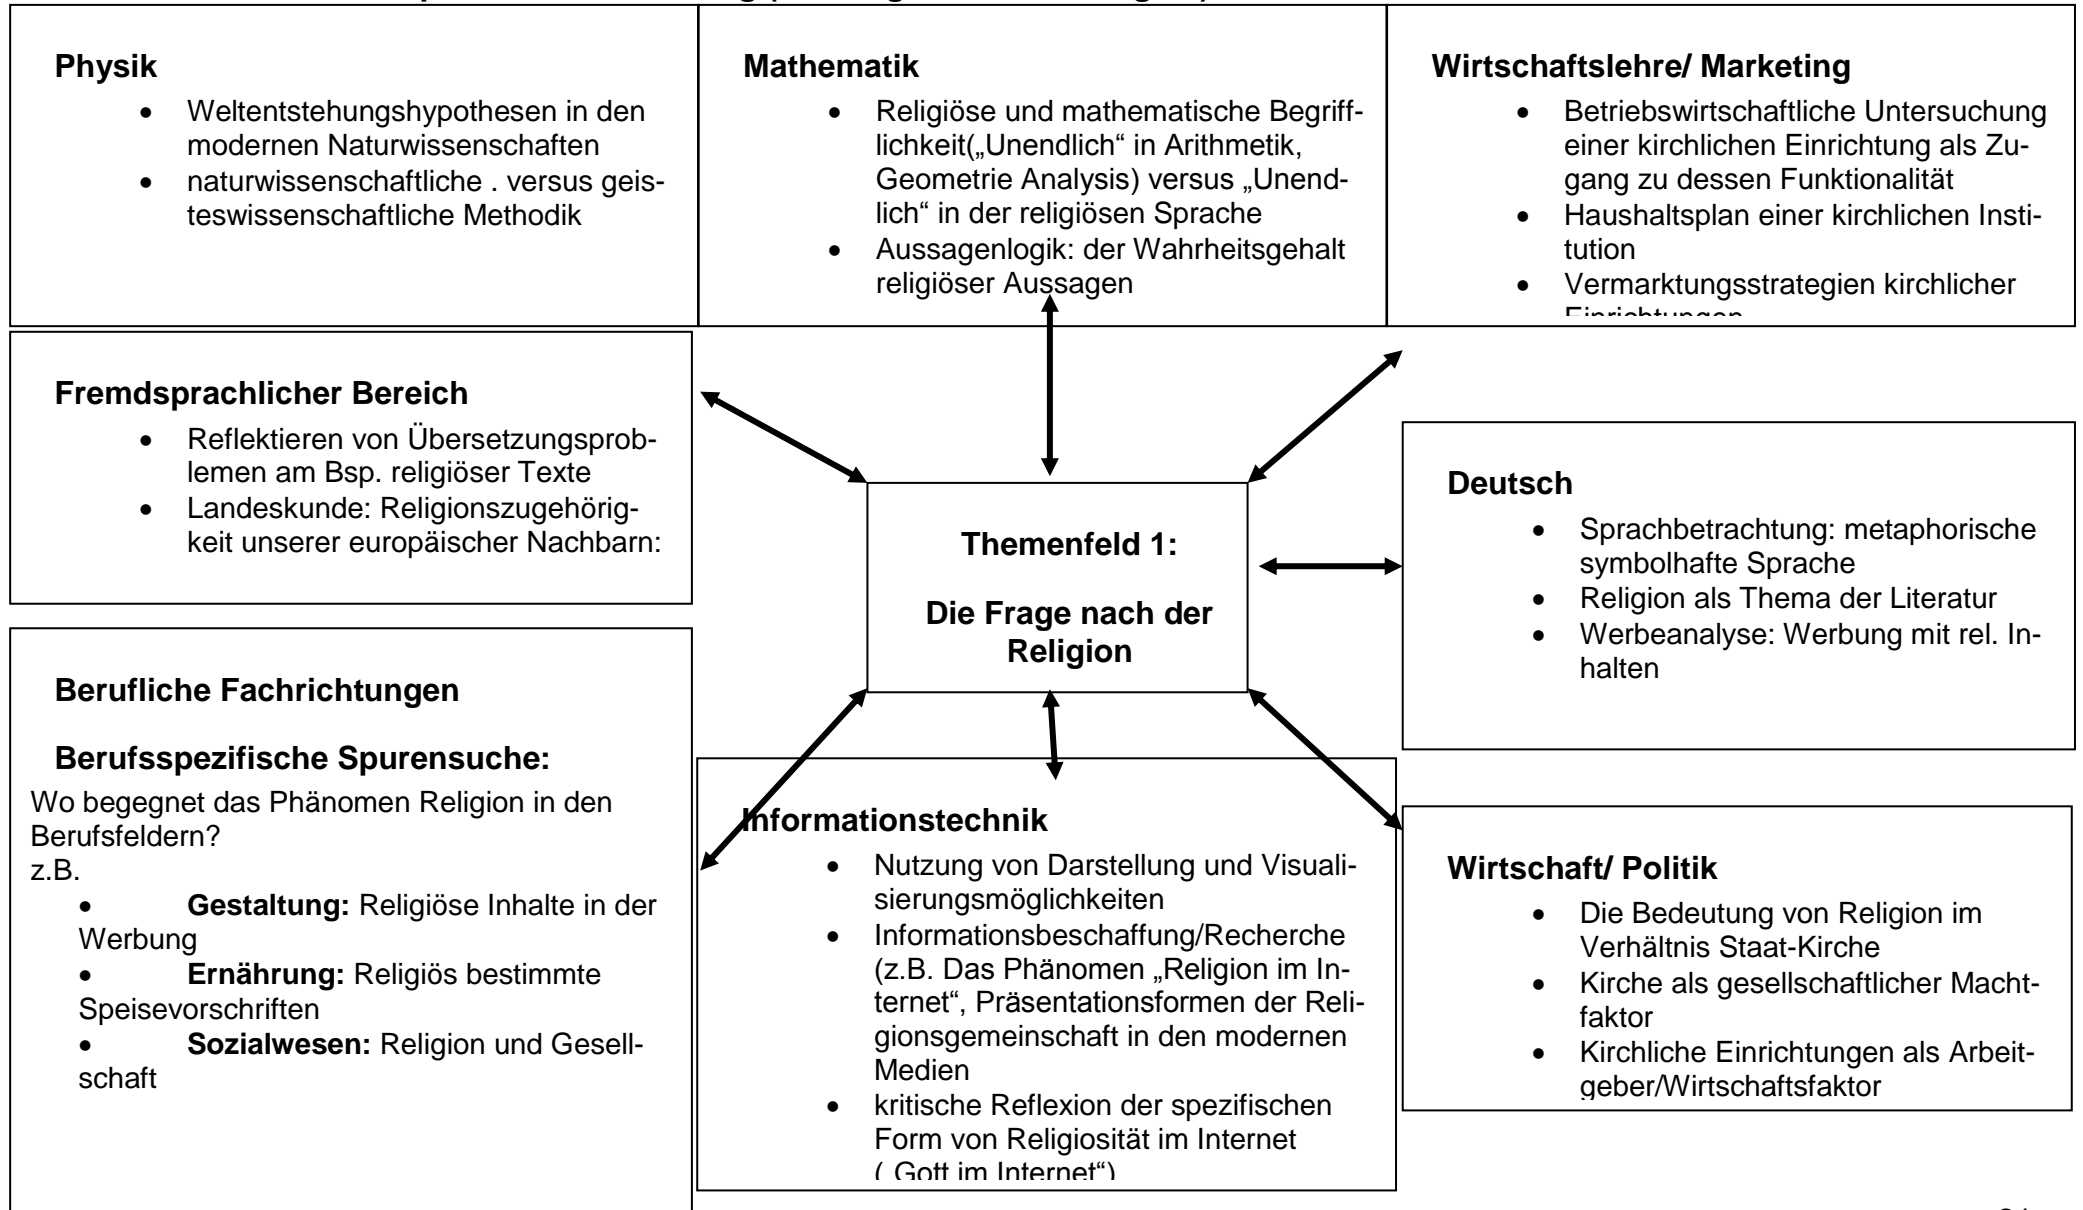 Physik
• Weltentstehungshypothesen in den
modernen Naturwissenschaften
• naturwissenschaftliche . versus geis-
teswissenschaftliche Methodik
Mathematik
• Religiöse und mathematische Begriff-
lichkeit(„Unendlich“ in Arithmetik,
Geometrie Analysis) versus „Unend-
lich“ in der religiösen Sprache
• Aussagenlogik: der Wahrheitsgehalt
religiöser Aussagen
Wirtschaftslehre/ Marketing
• Betriebswirtschaftliche Untersuchung
einer kirchlichen Einrichtung als Zu-
gang zu dessen Funktionalität
• Haushaltsplan einer kirchlichen Insti-
tution
• Vermarktungsstrategien kirchlicher
Einrichtungen
Fremdsprachlicher Bereich
• Reflektieren von Übersetzungsprob-
lemen am Bsp. religiöser Texte
• Landeskunde: Religionszugehörig-
keit unserer europäischer Nachbarn:
Themenfeld 1:
Die Frage nach der
Religion
Deutsch
• Sprachbetrachtung: metaphorische
symbolhafte Sprache
• Religion als Thema der Literatur
• Werbeanalyse: Werbung mit rel. In-
halten
Berufliche Fachrichtungen
Berufsspezifische Spurensuche:
Wo begegnet das Phänomen Religion in den
Berufsfeldern?
z.B.
• Gestaltung: Religiöse Inhalte in der
Werbung
• Ernährung: Religiös bestimmte
Speisevorschriften
• Sozialwesen: Religion und Gesell-
schaft
Informationstechnik
• Nutzung von Darstellung und Visuali-
sierungsmöglichkeiten
• Informationsbeschaffung/Recherche
(z.B. Das Phänomen „Religion im In-
ternet“, Präsentationsformen der Reli-
gionsgemeinschaft in den modernen
Medien
• kritische Reflexion der spezifischen
Form von Religiosität im Internet
(„Gott im Internet“)
Wirtschaft/ Politik
• Die Bedeutung von Religion im
Verhältnis Staat-Kirche
• Kirche als gesellschaftlicher Macht-
faktor
• Kirchliche Einrichtungen als Arbeit-
geber/Wirtschaftsfaktor